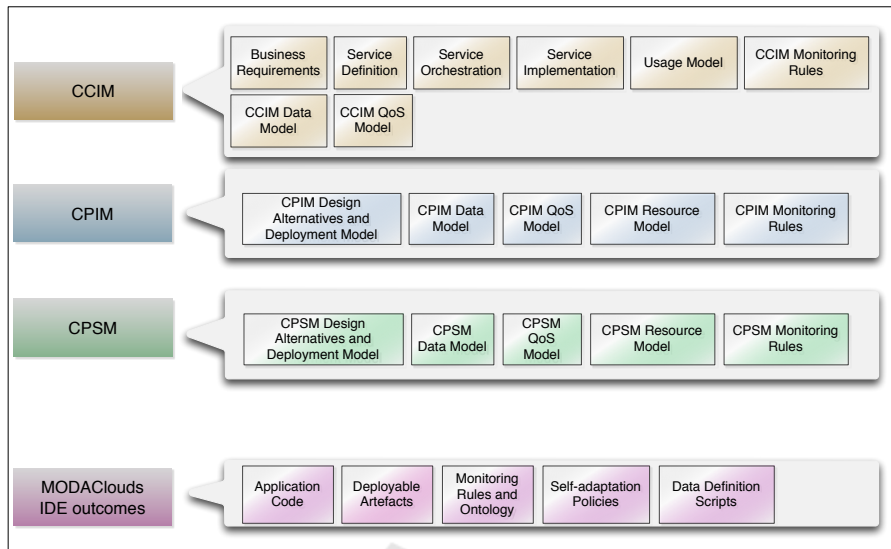 CCIM
Business
Requirements
Service
Definition
Service
Orchestration
Service
Implementation
Usage Model
CCIM Monitoring
Rules
CCIM Data
Model
CCIM QoS
Model
CPIM
CPIM Design
Alternatives and
Deployment Model
CPIM Data
Model
CPIM QoS
Model
CPIM Resource
Model
CPIM Monitoring
Rules
CPSM
CPSM Design
Alternatives and
Deployment Model
CPSM
Data Model
CPSM
QoS
Model
CPSM Resource
Model
CPSM Monitoring
Rules
MODAClouds
IDE outcomes
Application
Code
Deployable
Artefacts
Monitoring
Rules and
Ontology
Self-adaptation
Policies
Data Definition
Scripts